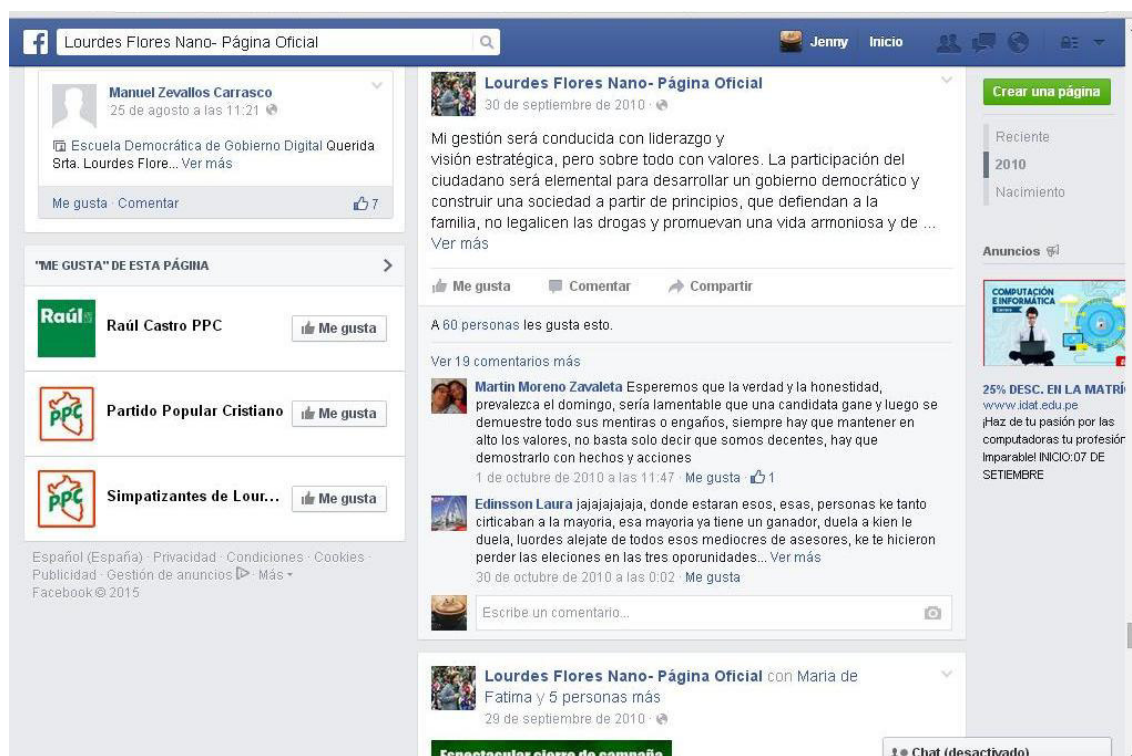 Lourdes Flores Nano- Página Oficial
Jenny Inicio
Manuel Zevallos Carrasco
25 de agosto a las 11:21
Escuela Democrática de Gobierno Digital Querida
Srta. Lourdes Flore... Ver más
Me gusta · Comentar 7
"ME GUSTA" DE ESTA PÁGINA
Raúl
Raúl Castro PPC Me gusta
PPC
Partido Popular Cristiano Me gusta
PPC
Simpatizantes de Lour... Me gusta
Español (España) · Privacidad · Condiciones · Cookies ·
Publicidad · Gestión de anuncios · Más
Facebook © 2015
Lourdes Flores Nano- Página Oficial
30 de septiembre de 2010 ·
Mi gestión será conducida con liderazgo y
visión estratégica, pero sobre todo con valores. La participación del
ciudadano será elemental para desarrollar un gobierno democrático y
construir una sociedad a partir de principios, que defiendan a la
familia, no legalicen las drogas y promuevan una vida armoniosa y de ...
Ver más
Me gusta Comentar Compartir
A 60 personas les gusta esto.
Ver 19 comentarios más
Martin Moreno Zavaleta Esperemos que la verdad y la honestidad,
prevalezca el domingo, sería lamentable que una candidata gane y luego se
demuestre todo sus mentiras o engaños, siempre hay que mantener en
alto los valores, no basta solo decir que somos decentes, hay que
demostrarlo con hechos y acciones
1 de octubre de 2010 a las 11:47 · Me gusta · 1
Edinsson Laura jajajajajaja, donde estaran esos, esas, personas ke tanto
cirticaban a la mayoria, esa mayoria ya tiene un ganador, duela a kien le
duela, luordes alejate de todos esos mediocres de asesores, ke te hicieron
perder las eleciones en las tres oporunidades... Ver más
30 de octubre de 2010 a las 0:02 · Me gusta
Escribe un comentario...
Lourdes Flores Nano- Página Oficial con Maria de
Fatima y 5 personas más
29 de septiembre de 2010 ·
Espectacular cierre de campaña
Crear una página
Reciente
2010
Nacimiento
Anuncios
COMPUTACIÓN
E INFORMÁTICA
25% DESC. EN LA MATRÍ
www.idat.edu.pe
¡Haz de tu pasión por las
computadoras tu profesión
Imparable! INICIO:07 DE
SETIEMBRE
Chat (desactivado)